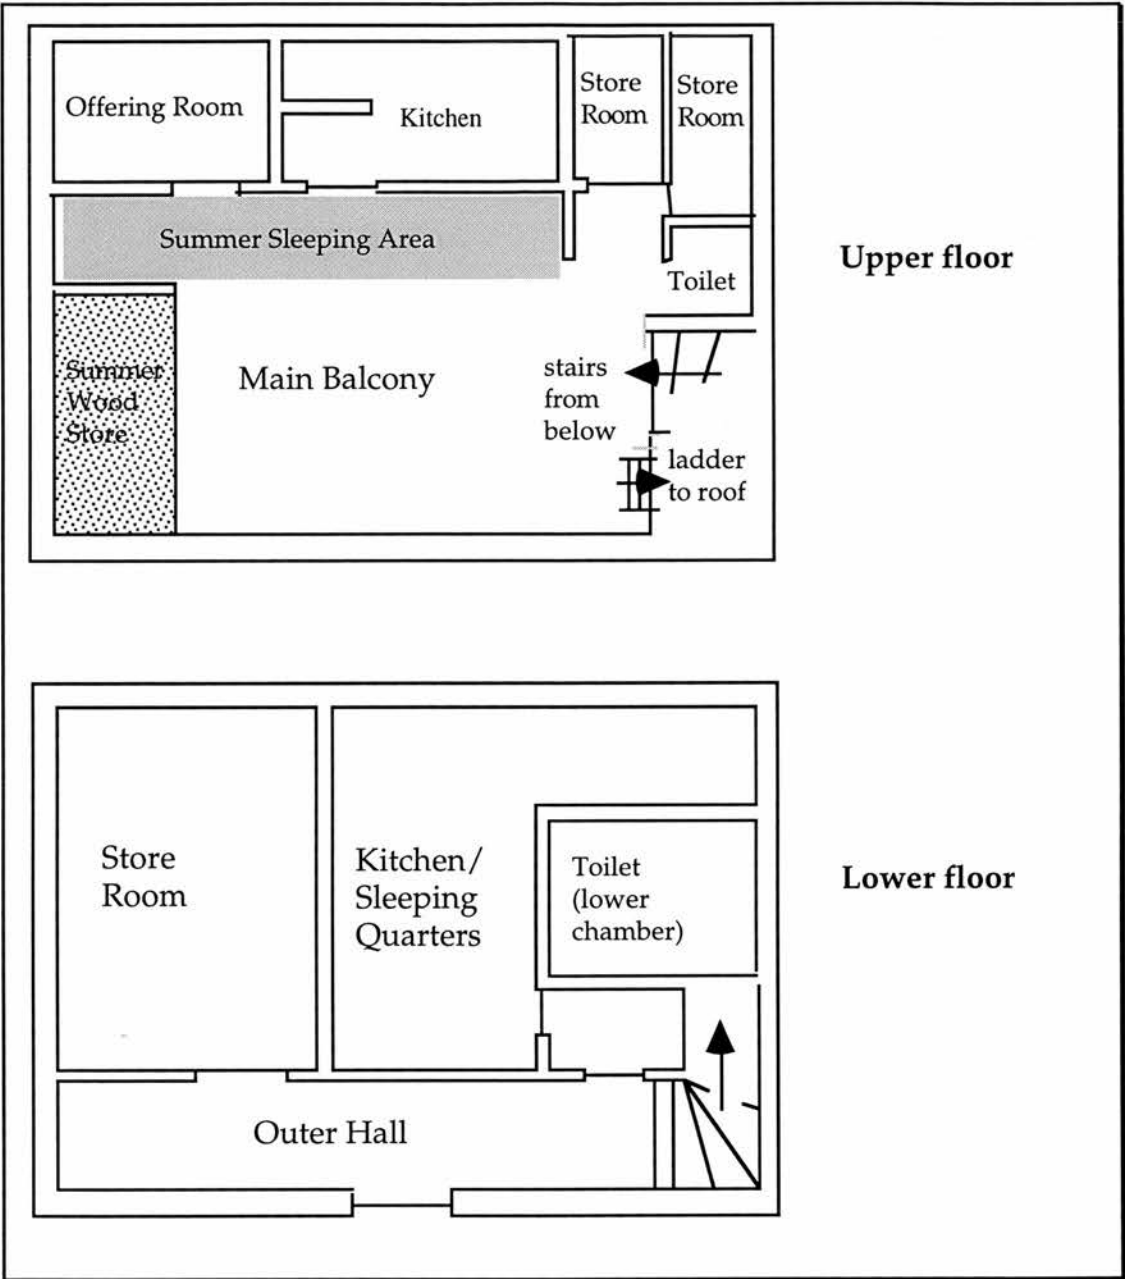 Offering Room
Kitchen
Store
Room
Store
Room
Summer Sleeping Area
Toilet
Upper floor
Summer
Wood
Store
Main Balcony
stairs
from
below
ladder
to roof
Store
Room
Kitchen/
Sleeping
Quarters
Toilet
(lower
chamber)
Lower floor
Outer Hall